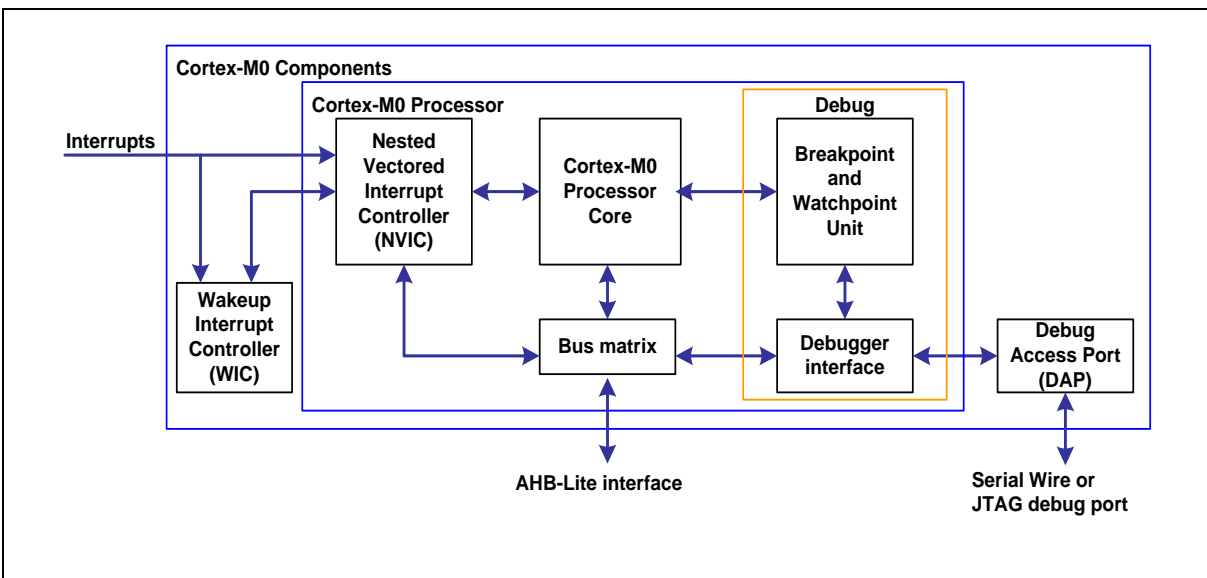 Cortex-M0 Components
Cortex-M0 Processor
Debug
Interrupts
Nested
Vectored
Interrupt
Controller
(NVIC)
Cortex-M0
Processor
Core
Breakpoint
and
Watchpoint
Unit
Wakeup
Interrupt
Controller
(WIC)
Bus matrix
Debugger
interface
Debug
Access Port
(DAP)
AHB-Lite interface
Serial Wire or
JTAG debug port